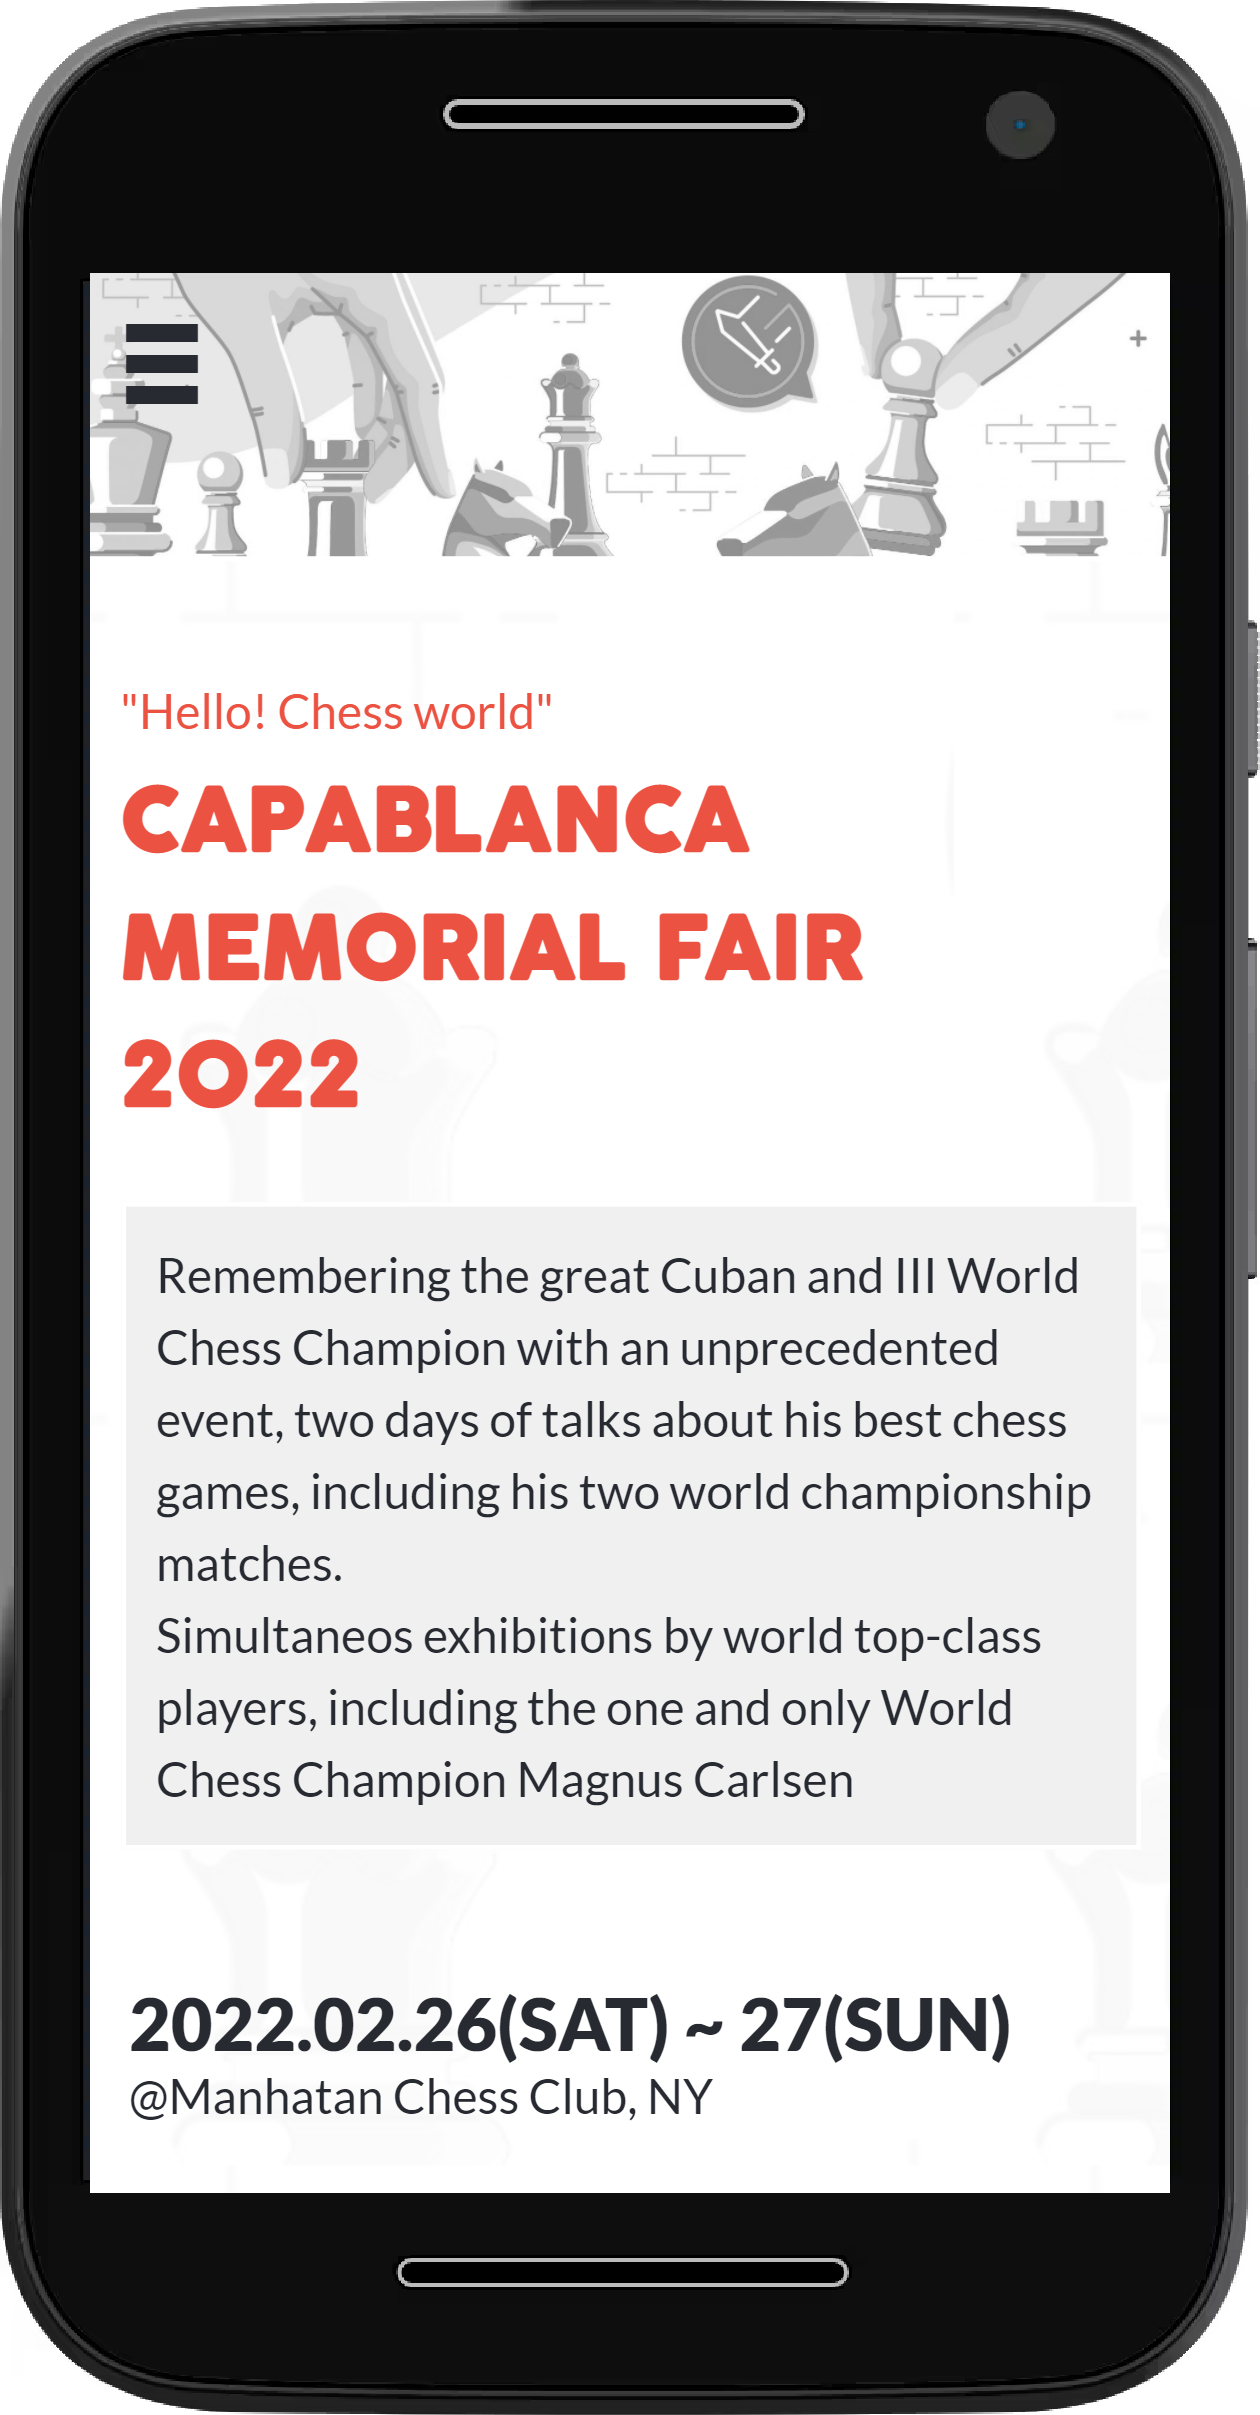 "Hello! Chess world"
CAPABLANCA
MEMORIAL FAIR
2022
Remembering the great Cuban and III World
Chess Champion with an unprecedented
event, two days of talks about his best chess
games, including his two world championship
matches.
Simultaneos exhibitions by world top-class
players, including the one and only World
Chess Champion Magnus Carlsen
2022.02.26(SAT) ~ 27(SUN)
@Manhatan Chess Club, NY